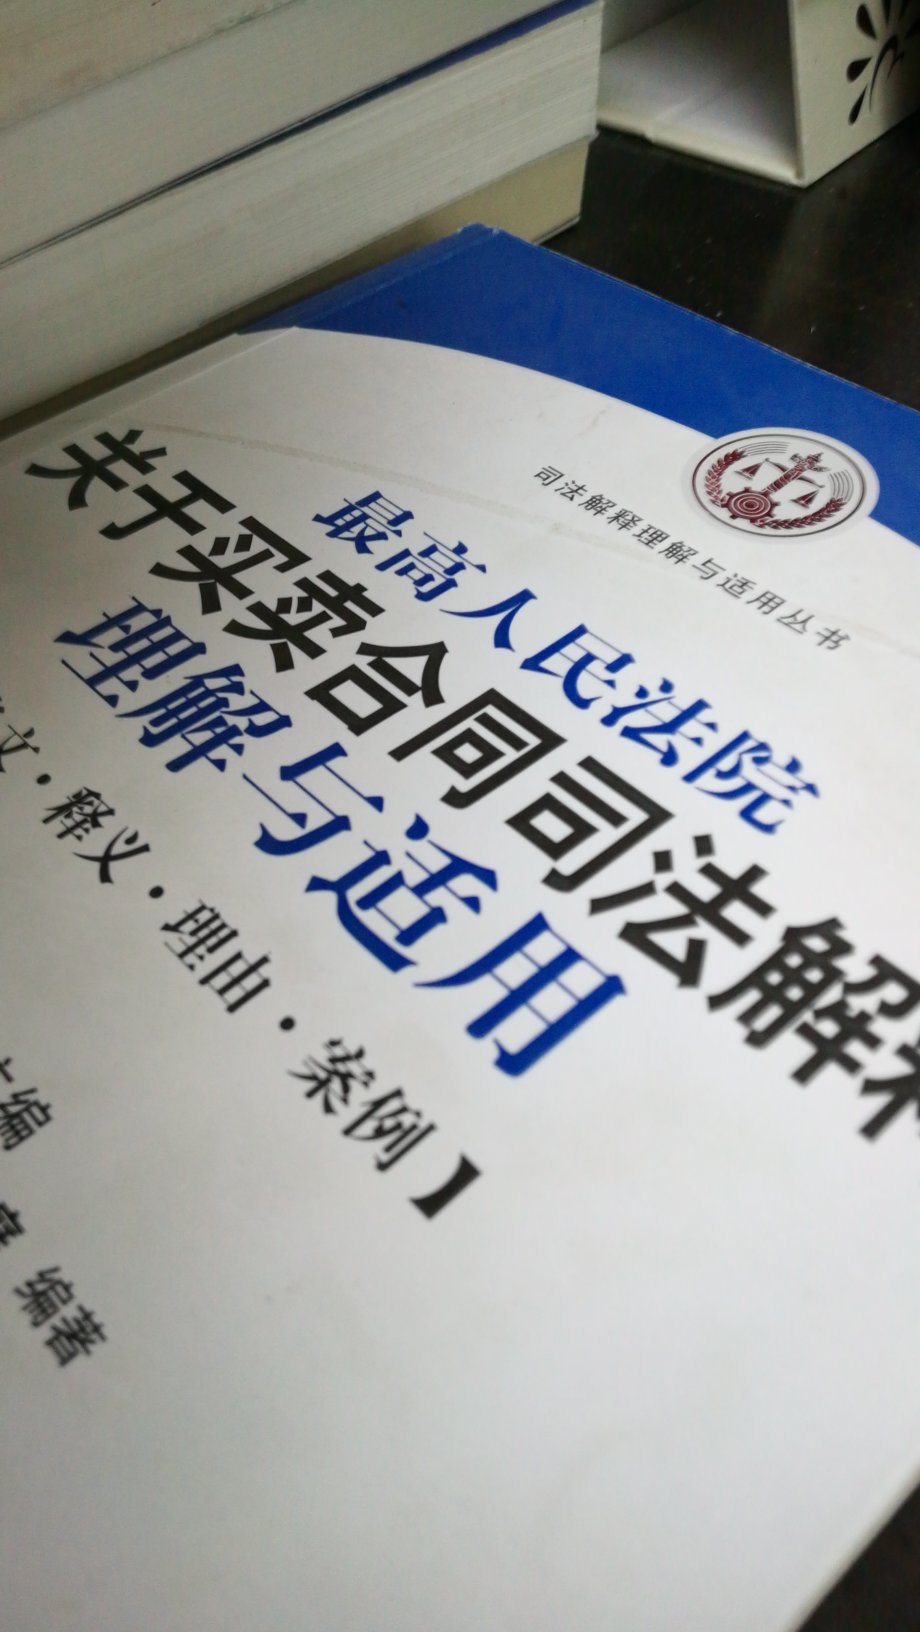 司法解释理解与适用丛书
最高人民法院
关于买卖合同司法解
理解与适用
文·释义·理由·案例】
编
编著